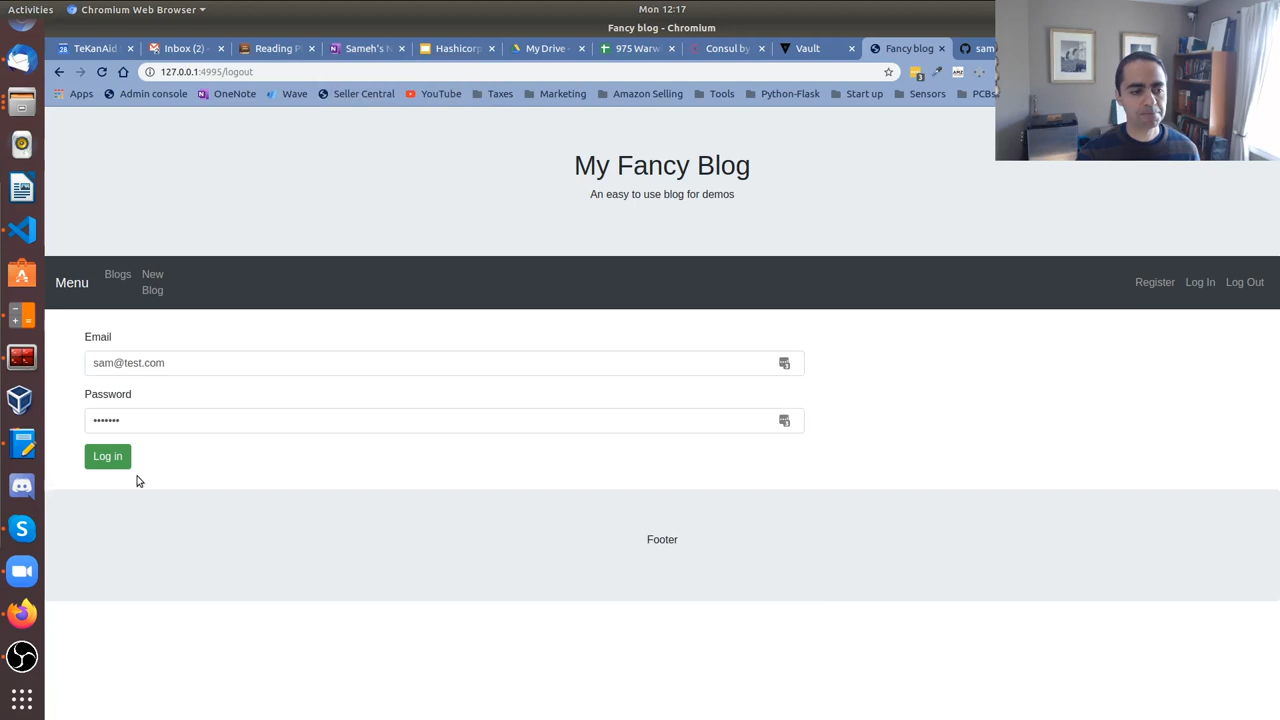 Activities
Chromium Web Browser
Mon 12:17
Fancy blog - Chromium
TeKanAid
Inbox (2)
Reading P
Sameh's N
Hashicorp
My Drive -
975 Warw
Consul by
Vault
Fancy blog
sam
127.0.0.1:4995/logout
Apps
Admin console
OneNote
Wave
Seller Central
YouTube
Taxes
Marketing
Amazon Selling
Tools
Python-Flask
Start up
Sensors
PCBs
My Fancy Blog
An easy to use blog for demos
Menu
Blogs
New
Blog
Register
Log In
Log Out
Email
sam@test.com
Password
•••••••
Log in
Footer